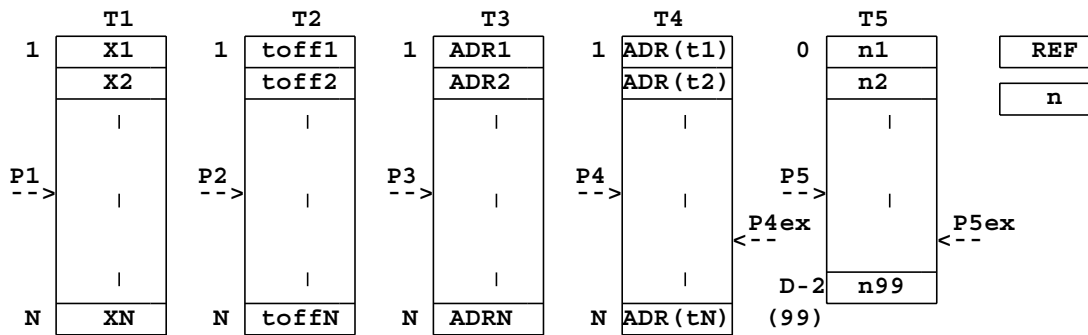 T1 T2 T3 T4 T5
1 X1 1 toff1 1 ADR1 1 ADR(t1) 0 n1 REF
X2 toff2 ADR2 ADR(t2) n2
n
P1 P2 P3 P4 P5
--> --> --> --> -->
P4ex P5ex
<-- <--
D-2 n99
N XN N toffN N ADRN N ADR(tN) (99)